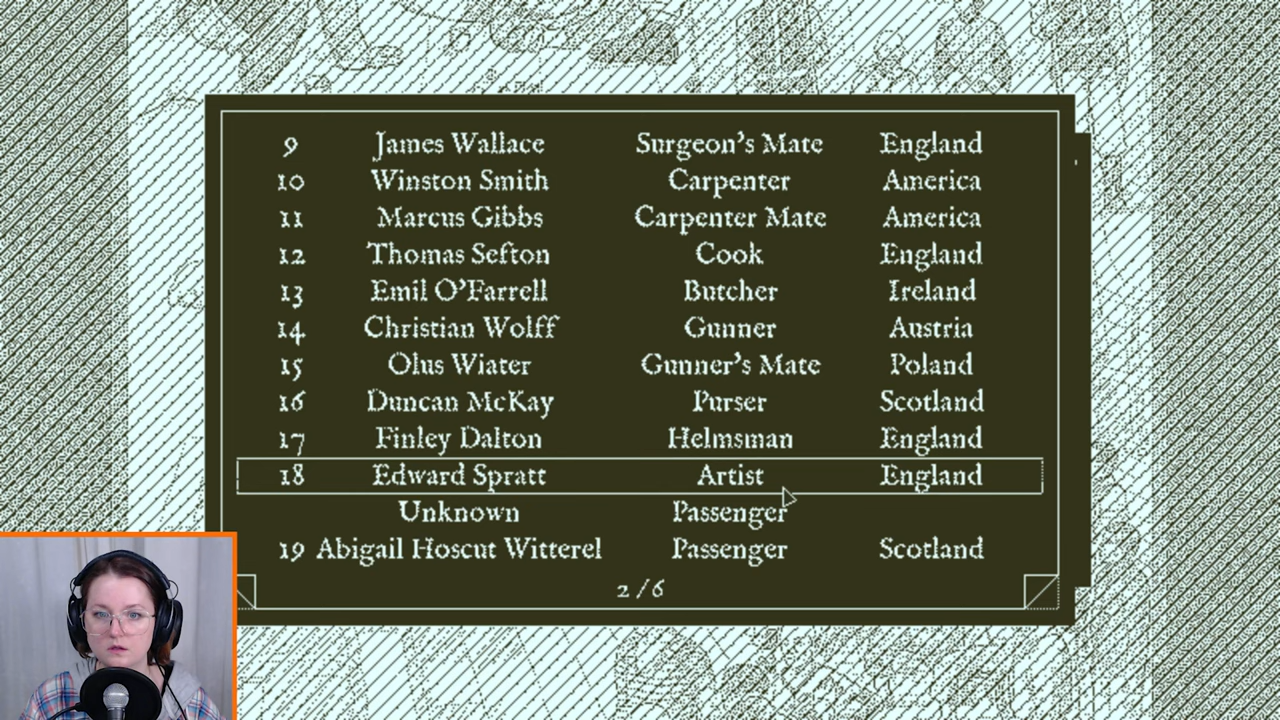 9 James Wallace Surgeon's Mate England
10 Winston Smith Carpenter America
11 Marcus Gibbs Carpenter Mate America
12 Thomas Sefton Cook England
13 Emil O'Farrell Butcher Ireland
14 Christian Wolff Gunner Austria
15 Olus Wiater Gunner's Mate Poland
16 Duncan McKay Purser Scotland
17 Finley Dalton Helmsman England
18 Edward Spratt Artist England
Unknown Passenger
19 Abigail Hoscut Witterel Passenger Scotland
2/6